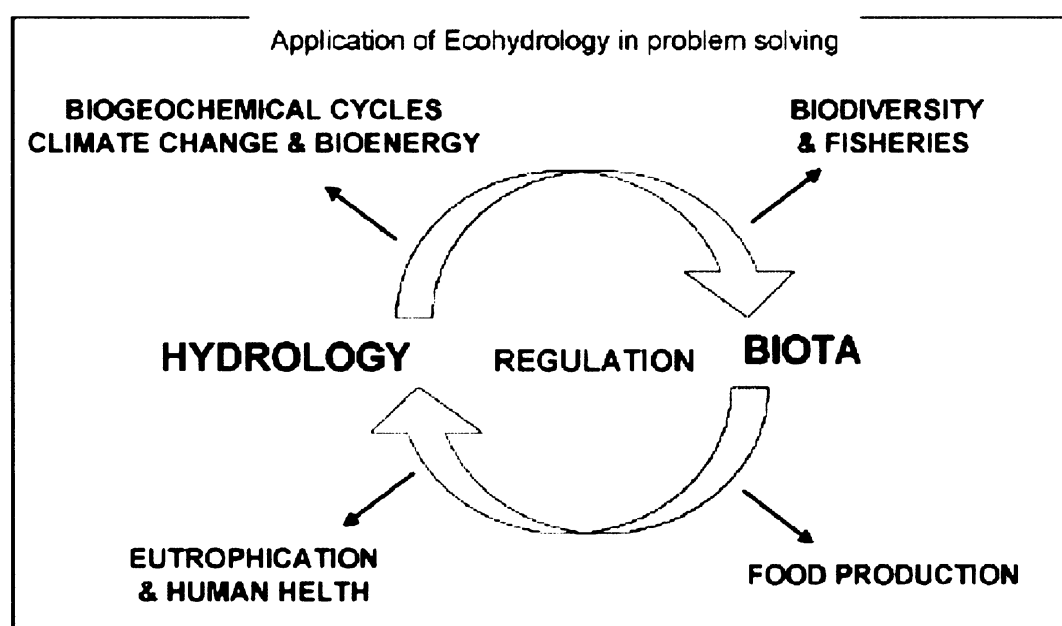 Application of Ecohydrology in problem solving
BIOGEOCHEMICAL CYCLES
CLIMATE CHANGE & BIOENERGY
BIODIVERSITY
& FISHERIES
HYDROLOGY
REGULATION
BIOTA
EUTROPHICATION
& HUMAN HELTH
FOOD PRODUCTION